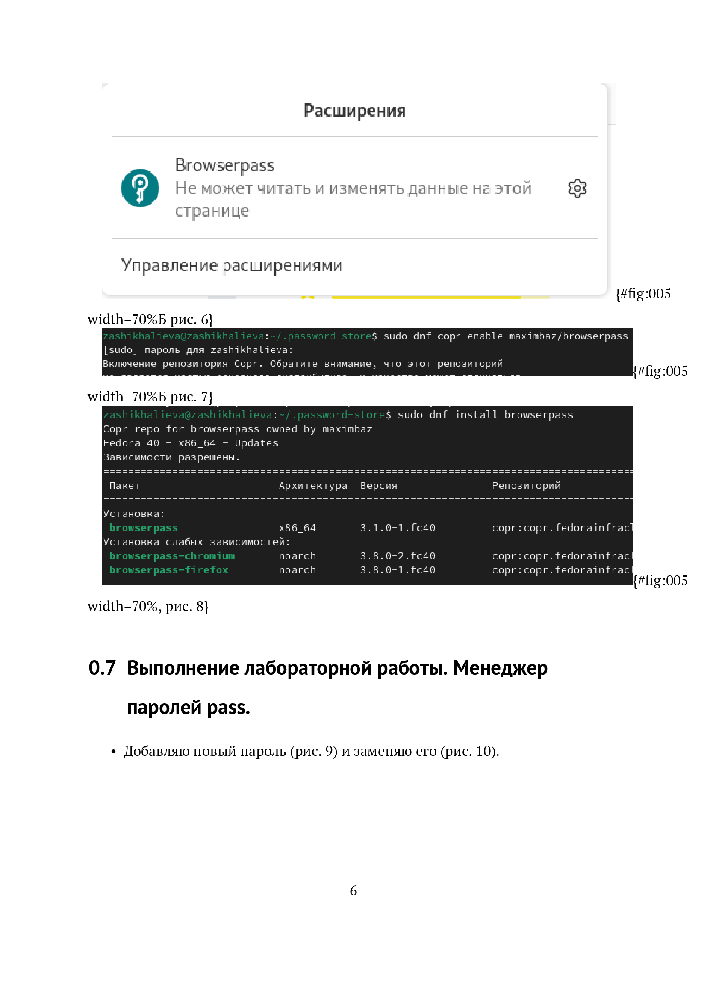 Расширения
Browserpass
Не может читать и изменять данные на этой
странице
Управление расширениями
{#fig:005
width=70%Б рис. 6}
zashikhalieva@zashikhalieva:~/.password-store$ sudo dnf copr enable maximbaz/browserpass
[sudo] пароль для zashikhalieva:
Включение репозитория Copr. Обратите внимание, что этот репозиторий
{#fig:005
width=70%Б рис. 7}
zashikhalieva@zashikhalieva:~/.password-store$ sudo dnf install browserpass
Copr repo for browserpass owned by maximbaz
Fedora 40 - x86_64 - Updates
Зависимости разрешены.
================================================================================
Пакет Архитектура Версия Репозиторий
================================================================================
Установка:
browserpass x86_64 3.1.0-1.fc40 copr:copr.fedorainfracl
Установка слабых зависимостей:
browserpass-chromium noarch 3.8.0-2.fc40 copr:copr.fedorainfracl
browserpass-firefox noarch 3.8.0-1.fc40 copr:copr.fedorainfracl
{#fig:005
width=70%, рис. 8}
0.7 Выполнение лабораторной работы. Менеджер
паролей pass.
• Добавляю новый пароль (рис. 9) и заменяю его (рис. 10).
6